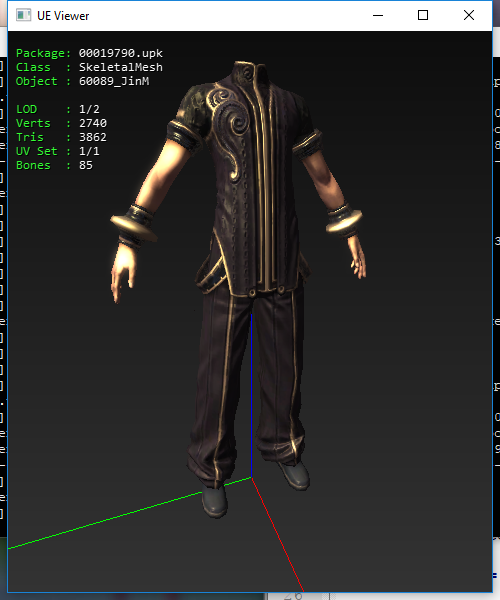 UE Viewer
Package: 00019790.upk
Class  : SkeletalMesh
Object : 60089_JinM
LOD    : 1/2
Verts  : 2740
Tris   : 3862
UV Set : 1/1
Bones  : 85